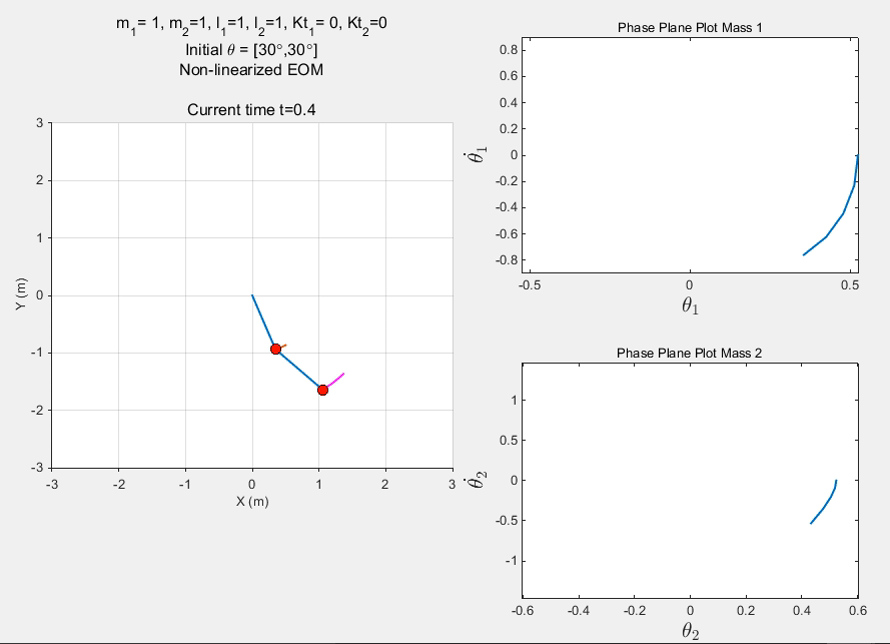 m₁= 1, m₂=1, l₁=1, l₂=1, Kt₁= 0, Kt₂=0
Initial θ = [30°,30°]
Non-linearized EOM
Current time t=0.4
3
2
1
0
-1
-2
-3
Y (m)
-3 -2 -1 0 1 2 3
X (m)
Phase Plane Plot Mass 1
0.8
0.6
0.4
0.2
0
-0.2
-0.4
-0.6
-0.8
θ̇₁
-0.5 0 0.5
θ₁
Phase Plane Plot Mass 2
1
0.5
0
-0.5
-1
θ̇₂
-0.6 -0.4 -0.2 0 0.2 0.4 0.6
θ₂